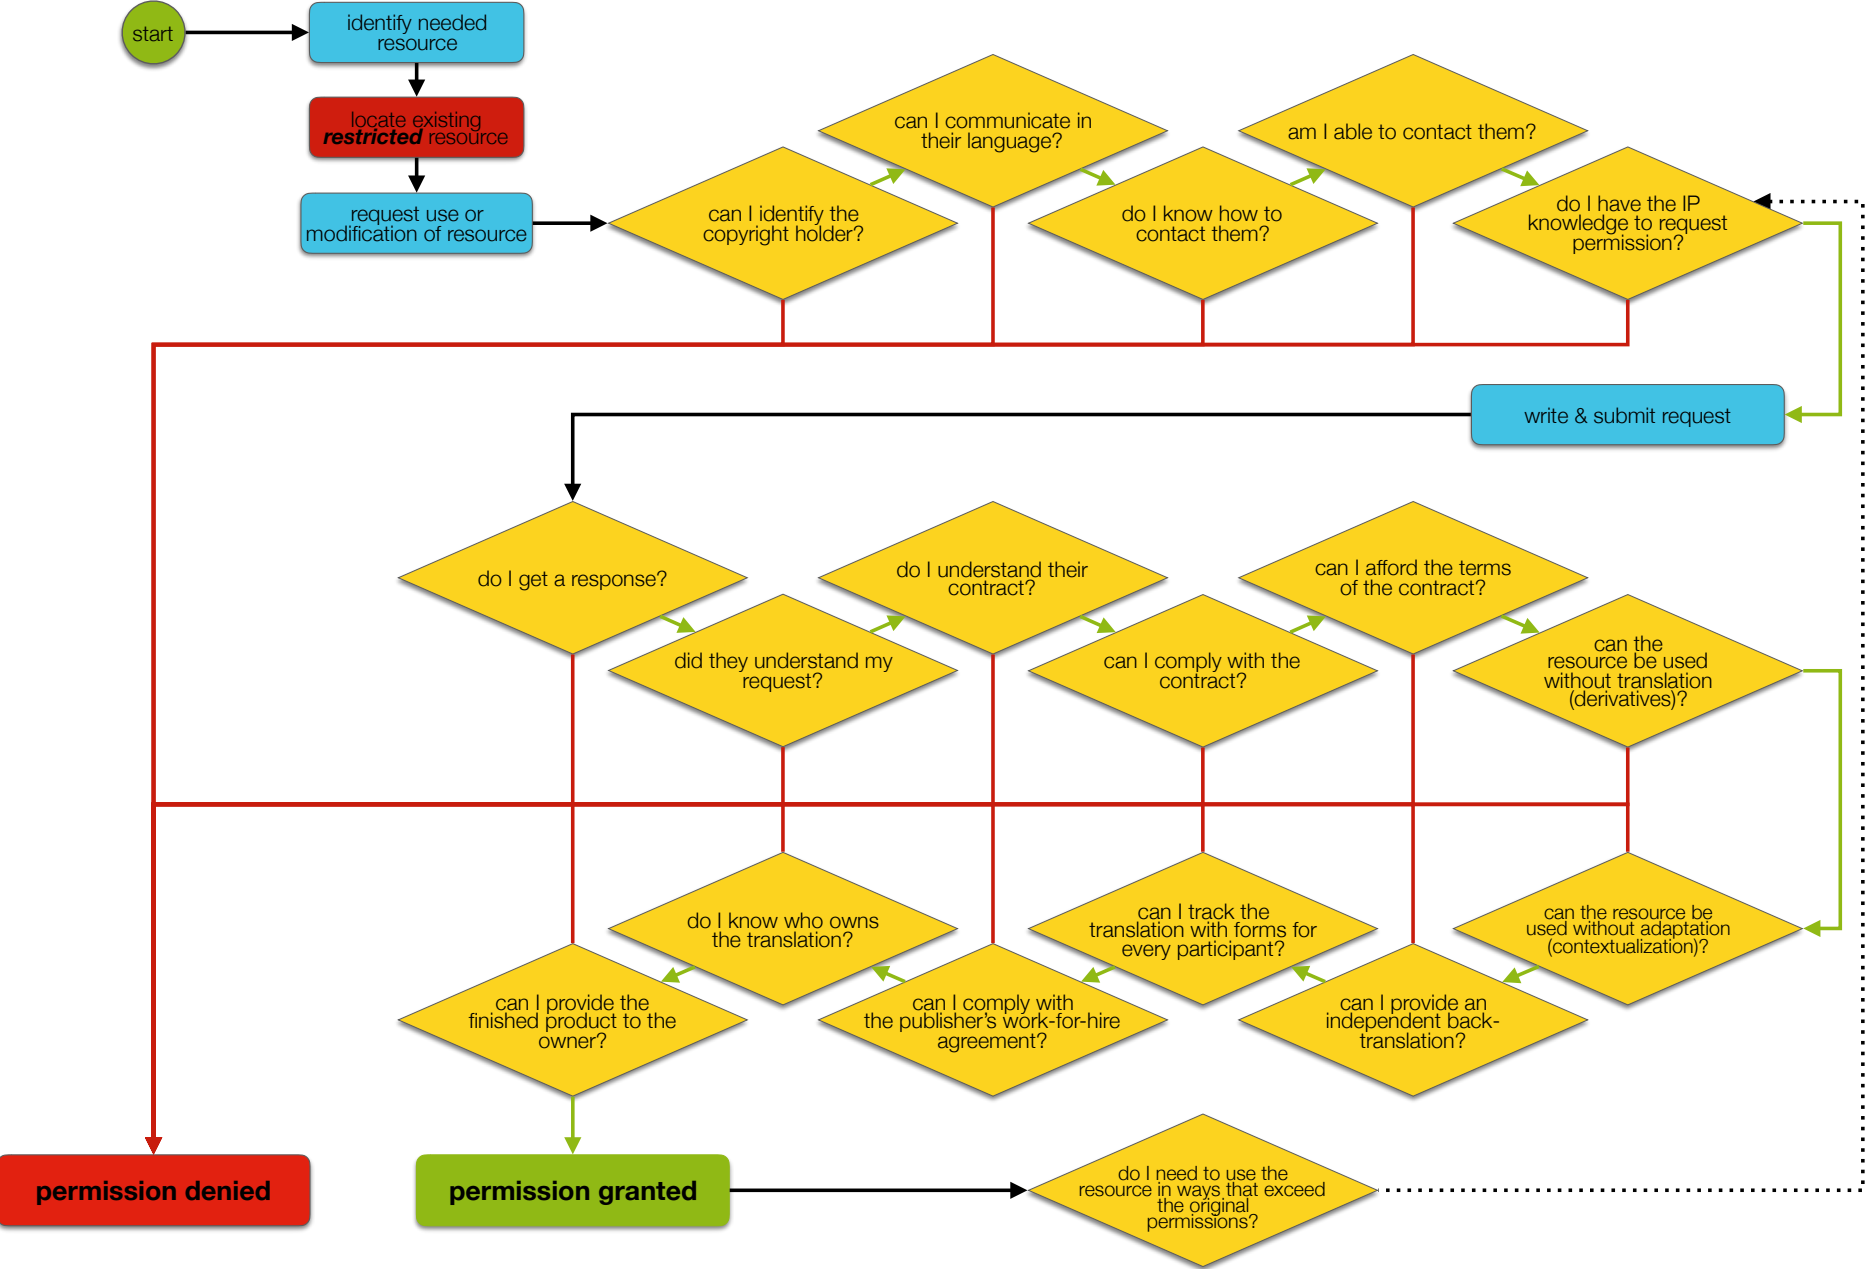 start
identify needed
resource
locate existing
restricted resource
request use or
modification of resource
can I identify the
copyright holder?
can I communicate in
their language?
do I know how to
contact them?
am I able to contact them?
do I have the IP
knowledge to request
permission?
write & submit request
do I get a response?
did they understand my
request?
do I understand their
contract?
can I comply with the
contract?
can I afford the terms
of the contract?
can the
resource be used
without translation
(derivatives)?
can the resource be
used without adaptation
(contextualization)?
can I provide an
independent back-
translation?
can I track the
translation with forms for
every participant?
can I comply with
the publisher’s work-for-hire
agreement?
do I know who owns
the translation?
can I provide the
finished product to the
owner?
permission denied
permission granted
do I need to use the
resource in ways that exceed
the original
permissions?